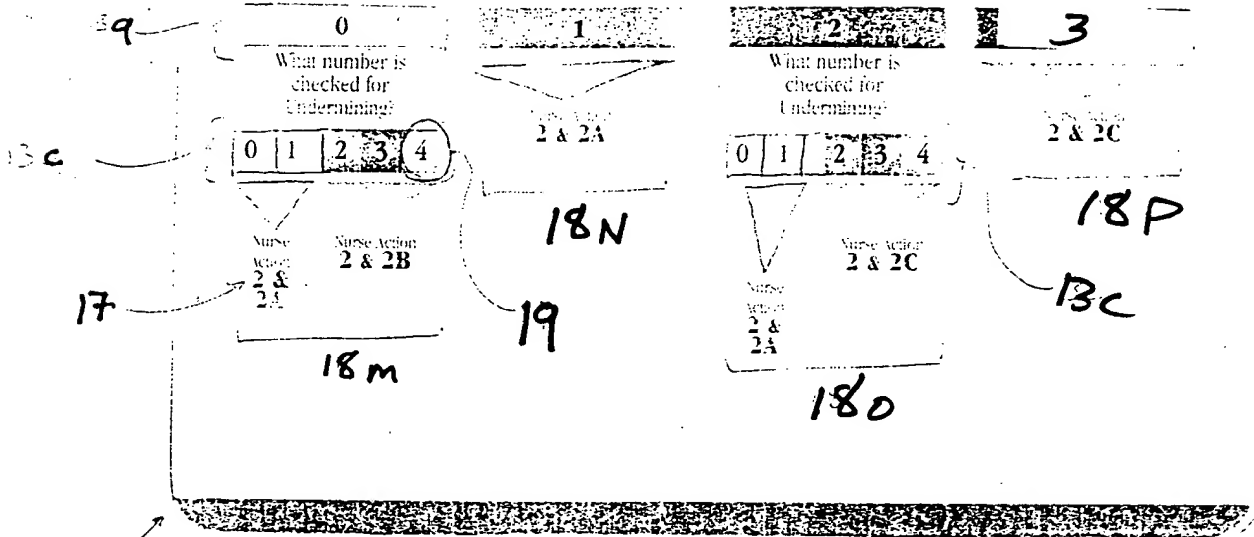 9 0 1 2 3
What number is What number is
checked for checked for
Undermining? Undermining?
Nurse Action
2 & 2A 2 & 2C
13c 0 1 2 3 4 0 1 2 3 4
18N 18P
Nurse Nurse Action Nurse Action
Action 2 & 2B 2 & 2C
17 2 & 19 13c
2A
Nurse
Action
2 &
2A
18m 18o